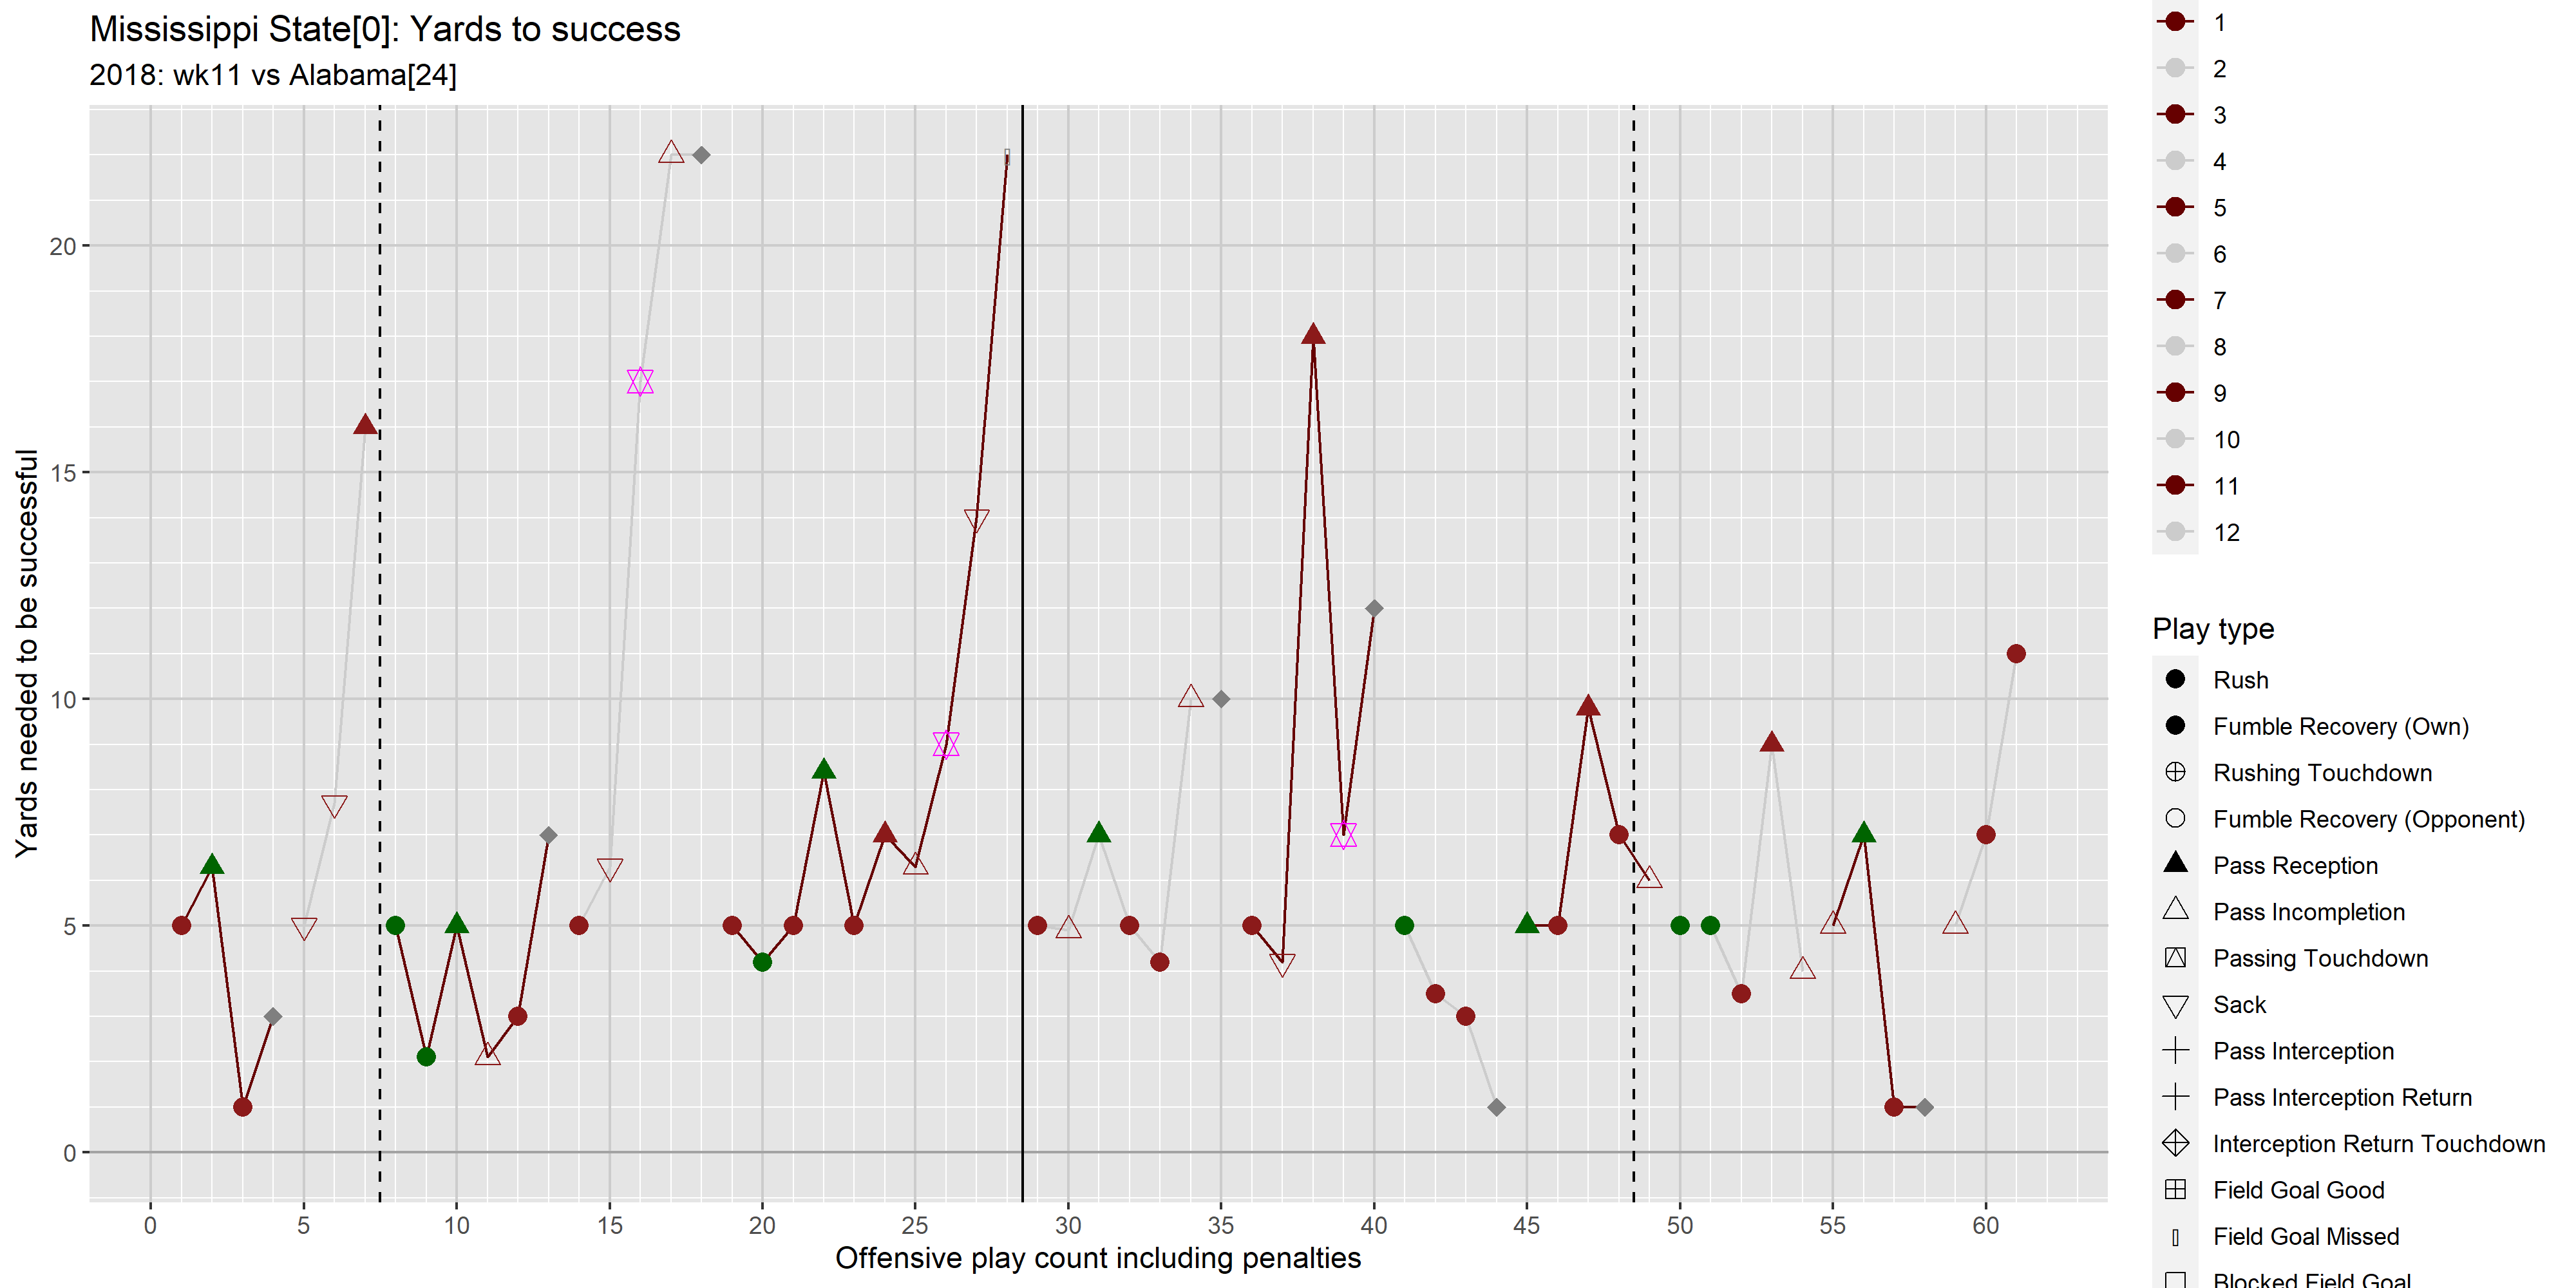 Mississippi State[0]: Yards to success
2018: wk11 vs Alabama[24]
Yards needed to be successful
20
15
10
5
0
0 5 10 15 20 25 30 35 40 45 50 55 60
Offensive play count including penalties
1
2
3
4
5
6
7
8
9
10
11
12
Play type
Rush
Fumble Recovery (Own)
Rushing Touchdown
Fumble Recovery (Opponent)
Pass Reception
Pass Incompletion
Passing Touchdown
Sack
Pass Interception
Pass Interception Return
Interception Return Touchdown
Field Goal Good
Field Goal Missed
Blocked Field Goal